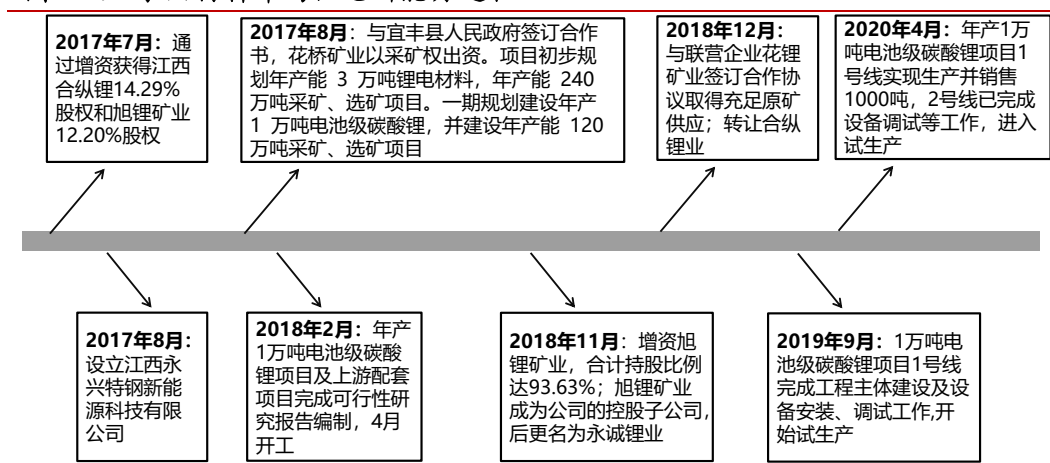 2017年7月：通
过增资获得江西
合纵锂14.29%
股权和旭锂矿业
12.20%股权
2017年8月：与宜丰县人民政府签订合作
书，花桥矿业以采矿权出资。项目初步规
划年产能 3 万吨锂电材料，年产能 240
万吨采矿、选矿项目。一期规划建设年产
1 万吨电池级碳酸锂，并建设年产能 120
万吨采矿、选矿项目
2018年12月：
与联营企业花锂
矿业签订合作协
议取得充足原矿
供应；转让合纵
锂业
2020年4月：年产1万
吨电池级碳酸锂项目1
号线实现生产并销售
1000吨，2号线已完成
设备调试等工作，进入
试生产
2017年8月：
设立江西永
兴特钢新能
源科技有限
公司
2018年2月：年产
1万吨电池级碳酸
锂项目及上游配套
项目完成可行性研
究报告编制，4月
开工
2018年11月：增资旭
锂矿业，合计持股比例
达93.63%；旭锂矿业
成为公司的控股子公司，
后更名为永诚锂业
2019年9月：1万吨电
池级碳酸锂项目1号线
完成工程主体建设及设
备安装、调试工作,开
始试生产